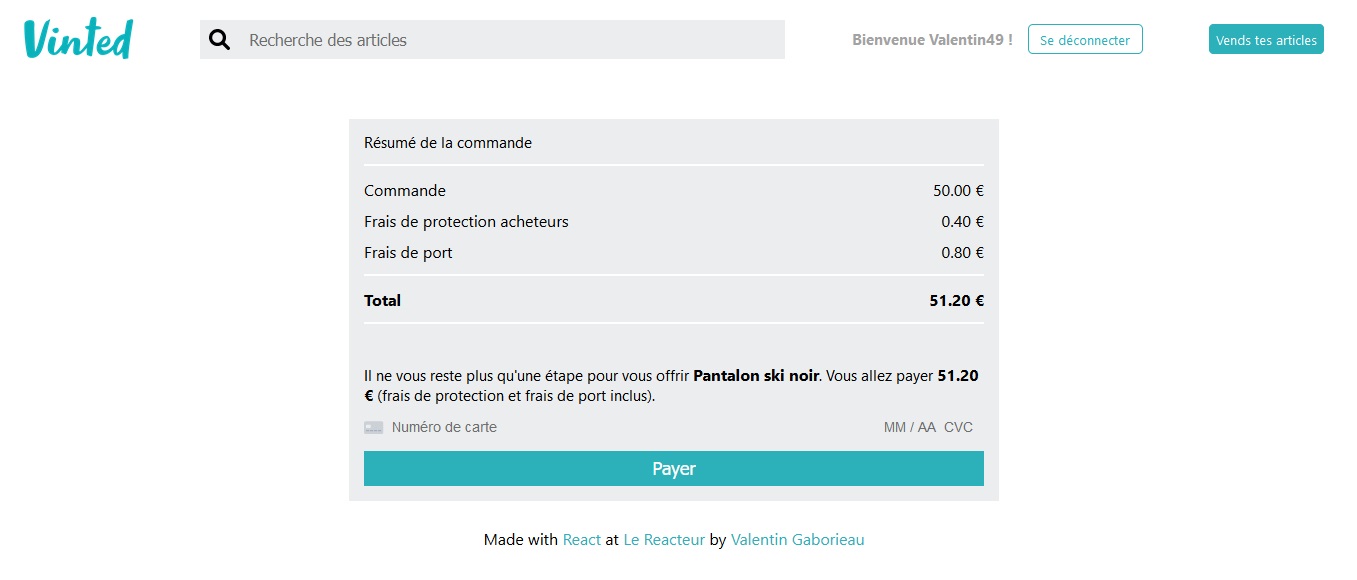 Vinted
Recherche des articles
Bienvenue Valentin49 !
Se déconnecter
Vends tes articles
Résumé de la commande
Commande 50.00 €
Frais de protection acheteurs 0.40 €
Frais de port 0.80 €
Total 51.20 €
Il ne vous reste plus qu'une étape pour vous offrir Pantalon ski noir. Vous allez payer 51.20
€ (frais de protection et frais de port inclus).
Numéro de carte MM / AA CVC
Payer
Made with React at Le Reacteur by Valentin Gaborieau